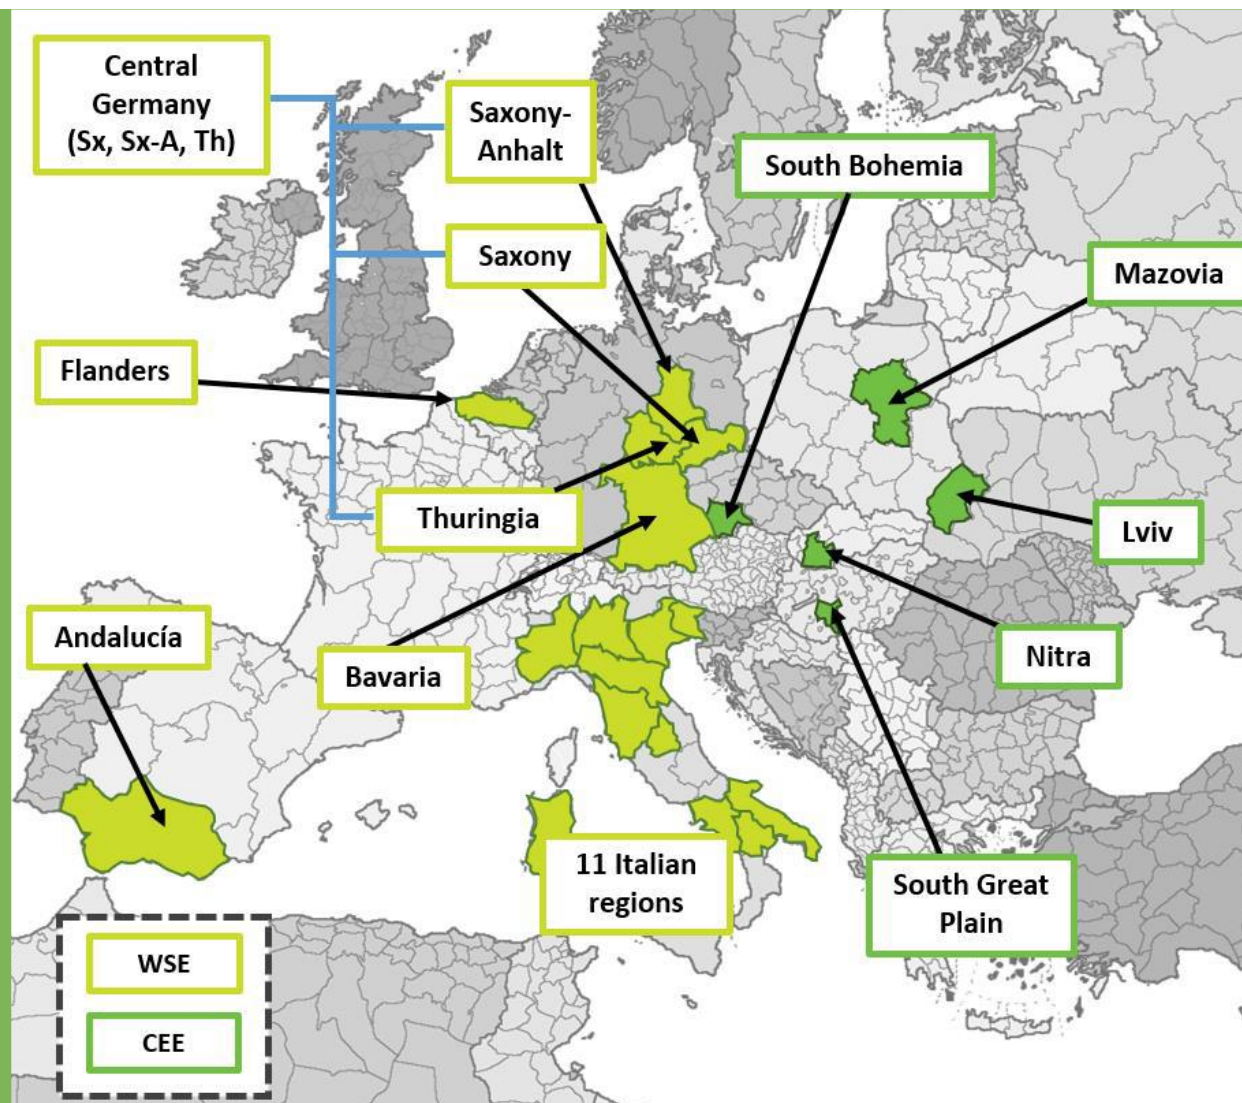 Central
Germany
(Sx, Sx-A, Th)
Saxony-
Anhalt
South Bohemia
Saxony
Mazovia
Flanders
Thuringia
Lviv
Andalucía
Bavaria
Nitra
11 Italian
regions
South Great
Plain
WSE
CEE